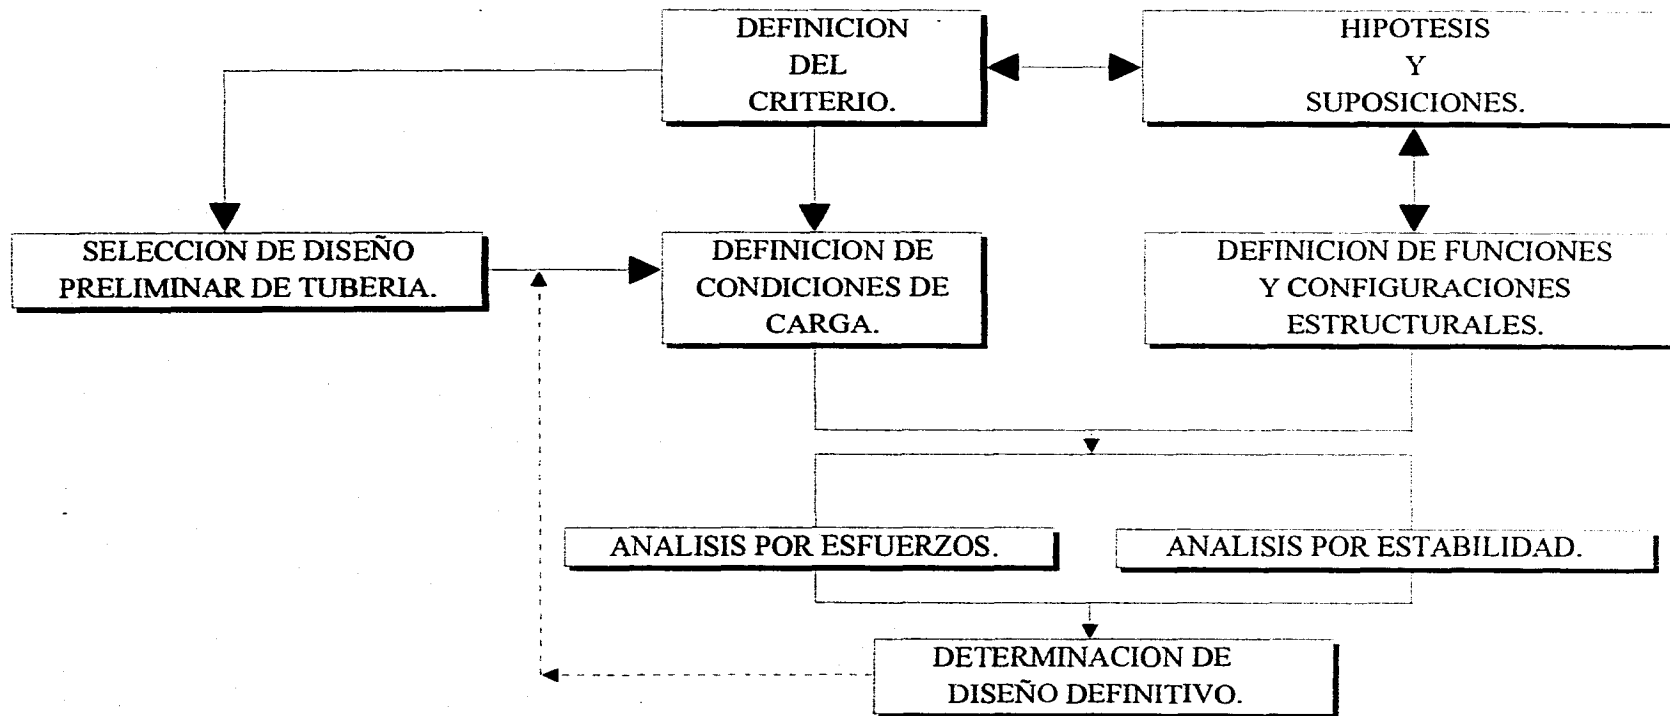 DEFINICION
DEL
CRITERIO.
HIPOTESIS
Y
SUPOSICIONES.
SELECCION DE DISEÑO
PRELIMINAR DE TUBERIA.
DEFINICION DE
CONDICIONES DE
CARGA.
DEFINICION DE FUNCIONES
Y CONFIGURACIONES
ESTRUCTURALES.
ANALISIS POR ESFUERZOS.
ANALISIS POR ESTABILIDAD.
DETERMINACION DE
DISEÑO DEFINITIVO.